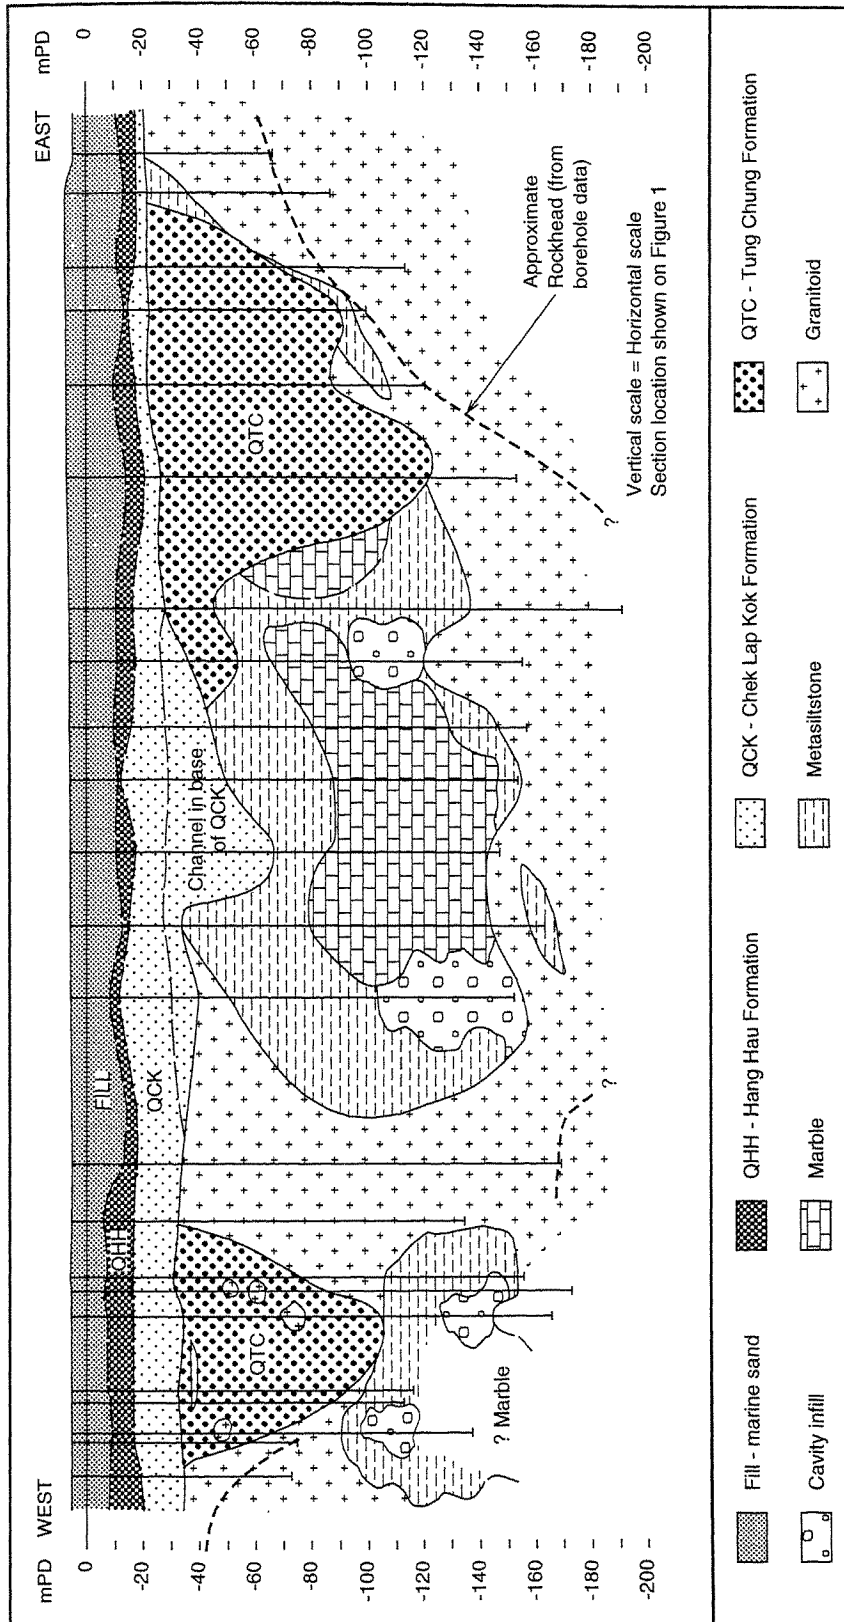 mPD WEST
EAST mPD
0
-20
-40
-60
-80
-100
-120
-140
-160
-180
-200
0
-20
-40
-60
-80
-100
-120
-140
-160
-180
-200
FILL
QHH
QCK
QTC
QTC
Channel in base
of QCK
? Marble
?
?
Approximate
Rockhead (from
borehole data)
Vertical scale = Horizontal scale
Section location shown on Figure 1
Fill - marine sand
QHH - Hang Hau Formation
QCK - Chek Lap Kok Formation
QTC - Tung Chung Formation
Cavity infill
Marble
Metasiltstone
Granitoid